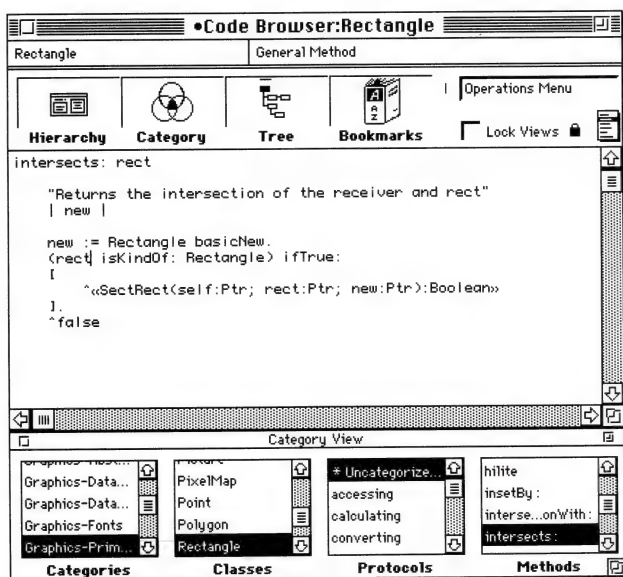 •Code Browser:Rectangle
Rectangle General Method
Operations Menu
Lock Views
Hierarchy Category Tree Bookmarks
intersects: rect
"Returns the intersection of the receiver and rect"
| new |
new := Rectangle basicNew.
(rect isKindOf: Rectangle) ifTrue:
[
^«SectRect(self:Ptr; rect:Ptr; new:Ptr):Boolean»
].
^false
Category View
Graphics-Abst...
Graphics-Data...
Graphics-Data...
Graphics-Fonts
Graphics-Prim...
Categories
Picture
PixelMap
Point
Polygon
Rectangle
Classes
* Uncategorize...
accessing
calculating
converting
Protocols
hilite
insetBy:
interse...onWith:
intersects:
Methods